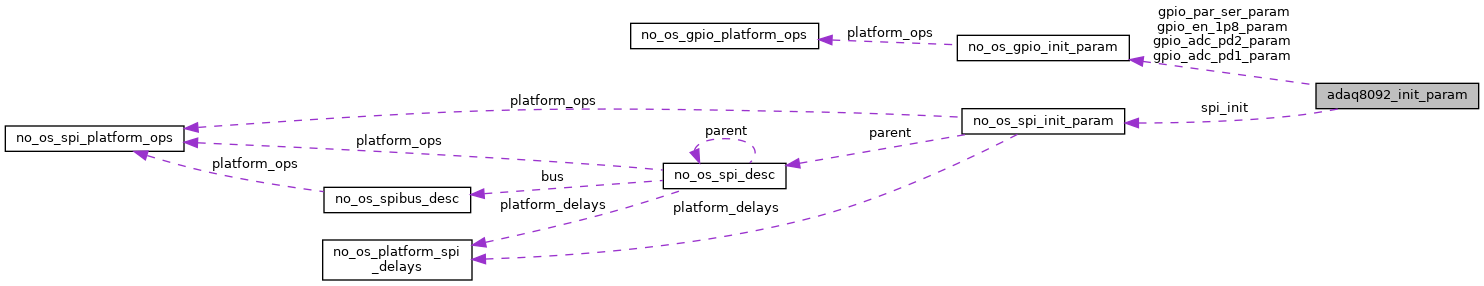 gpio_par_ser_param
gpio_en_1p8_param
gpio_adc_pd2_param
gpio_adc_pd1_param
no_os_gpio_platform_ops
platform_ops
no_os_gpio_init_param
adaq8092_init_param
platform_ops
spi_init
no_os_spi_init_param
no_os_spi_platform_ops
platform_ops
parent
parent
platform_ops
bus
no_os_spi_desc
no_os_spibus_desc
platform_delays
platform_delays
no_os_platform_spi
_delays